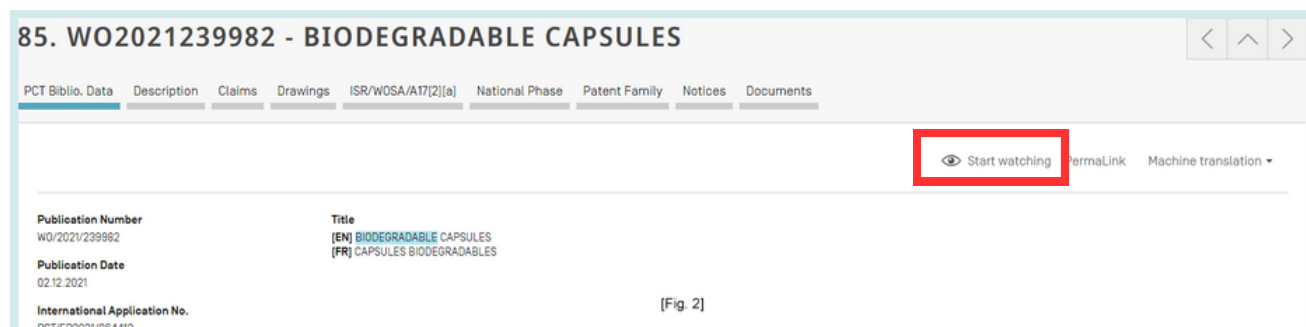 85. WO2021239982 - BIODEGRADABLE CAPSULES
PCT Biblio. Data Description Claims Drawings ISR/WOSA/A17[2][a] National Phase Patent Family Notices Documents
Start watching PermaLink Machine translation
Publication Number
WO/2021/239982
Publication Date
02.12.2021
International Application No.
Title
[EN] BIODEGRADABLE CAPSULES
[FR] CAPSULES BIODEGRADABLES
[Fig. 2]